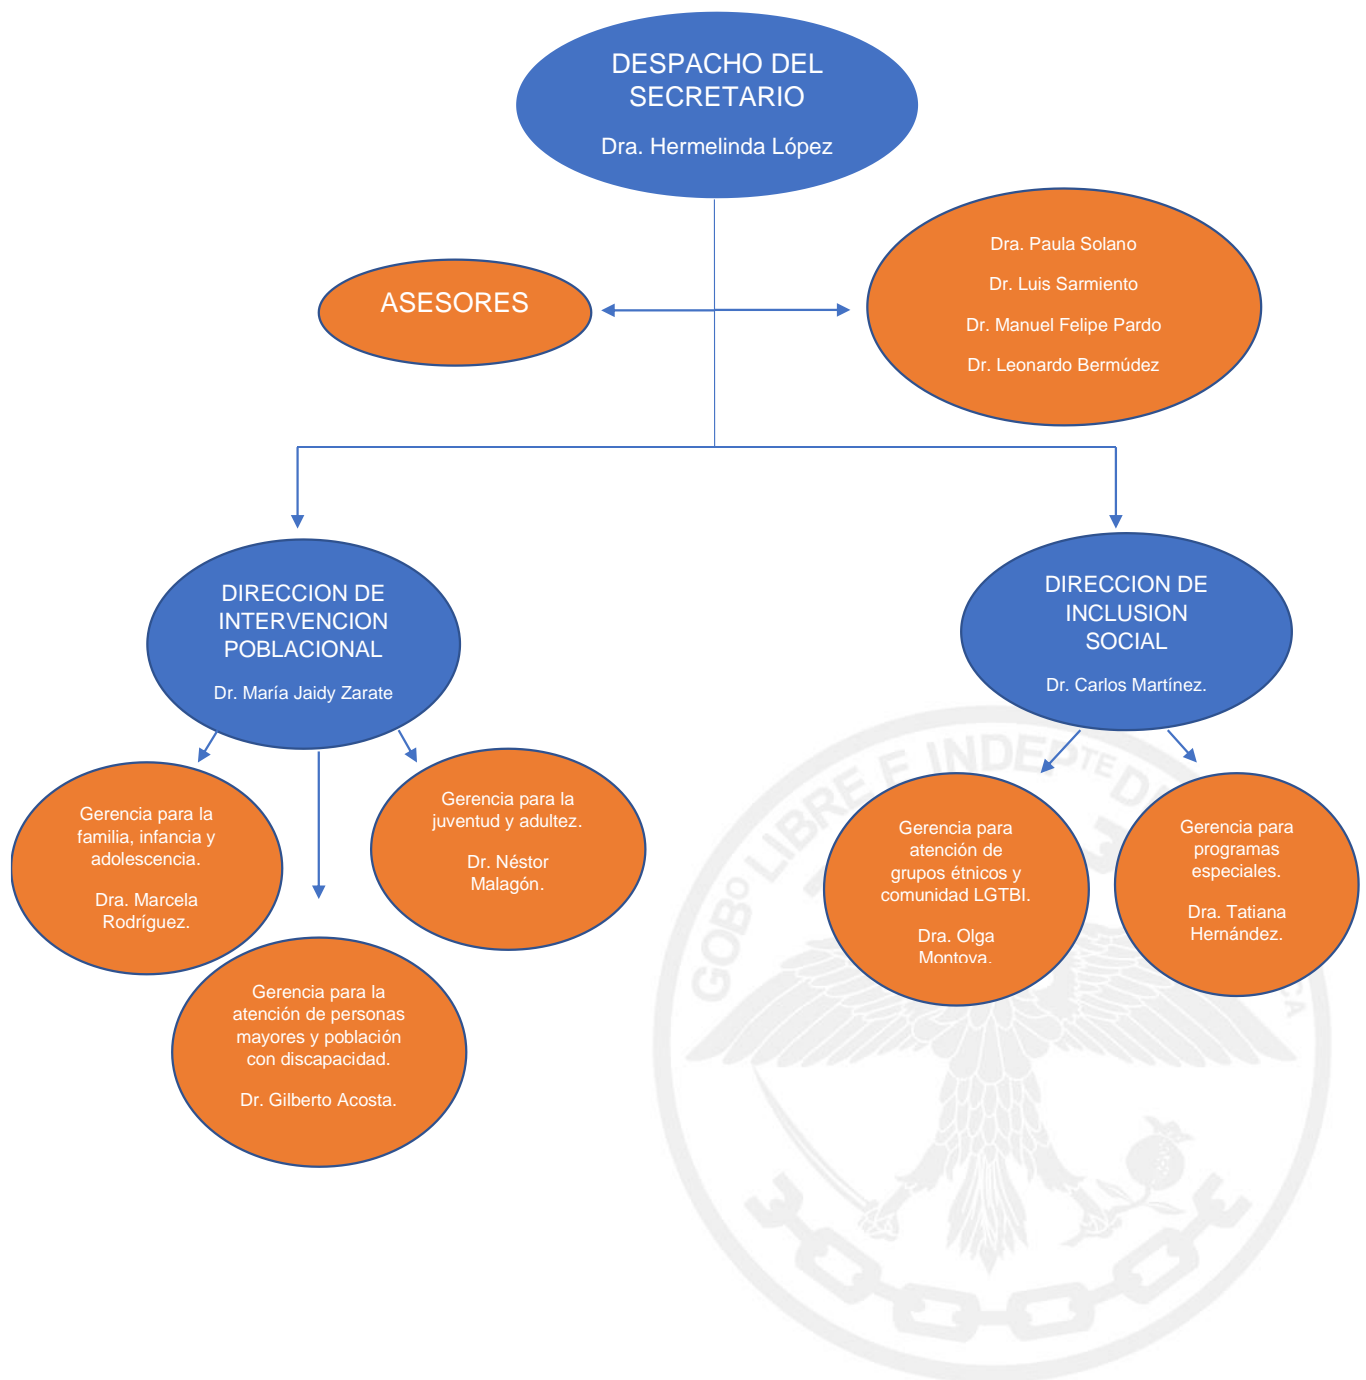 DESPACHO DEL
SECRETARIO
Dra. Hermelinda López
ASESORES
Dra. Paula Solano
Dr. Luis Sarmiento
Dr. Manuel Felipe Pardo
Dr. Leonardo Bermúdez
DIRECCION DE
INTERVENCION
POBLACIONAL
Dr. María Jaidy Zarate
DIRECCION DE
INCLUSION
SOCIAL
Dr. Carlos Martínez.
Gerencia para la
familia, infancia y
adolescencia.
Dra. Marcela
Rodríguez.
Gerencia para la
atención de personas
mayores y población
con discapacidad.
Dr. Gilberto Acosta.
Gerencia para la
juventud y adultez.
Dr. Néstor
Malagón.
Gerencia para
atención de
grupos étnicos y
comunidad LGTBI.
Dra. Olga
Montoya.
Gerencia para
programas
especiales.
Dra. Tatiana
Hernández.
GOBº LIBRE E INDEPTE D